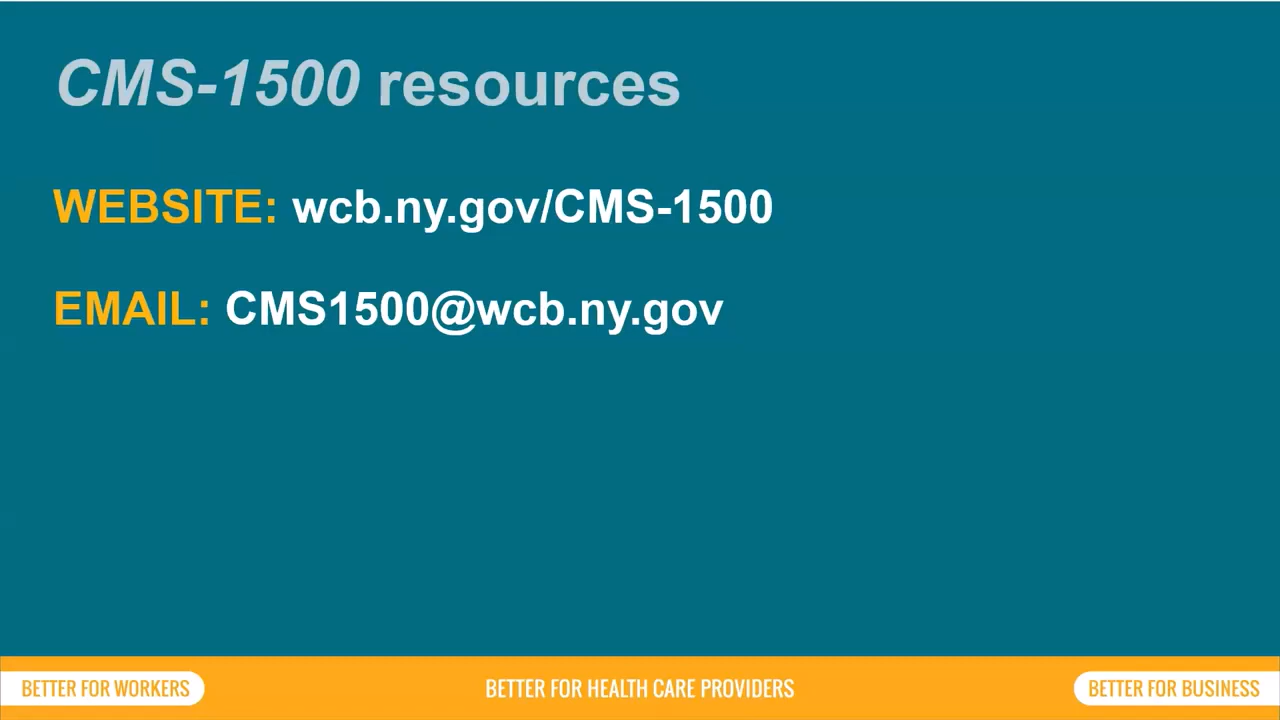 CMS-1500 resources
WEBSITE: wcb.ny.gov/CMS-1500
EMAIL: CMS1500@wcb.ny.gov
BETTER FOR WORKERS
BETTER FOR HEALTH CARE PROVIDERS
BETTER FOR BUSINESS